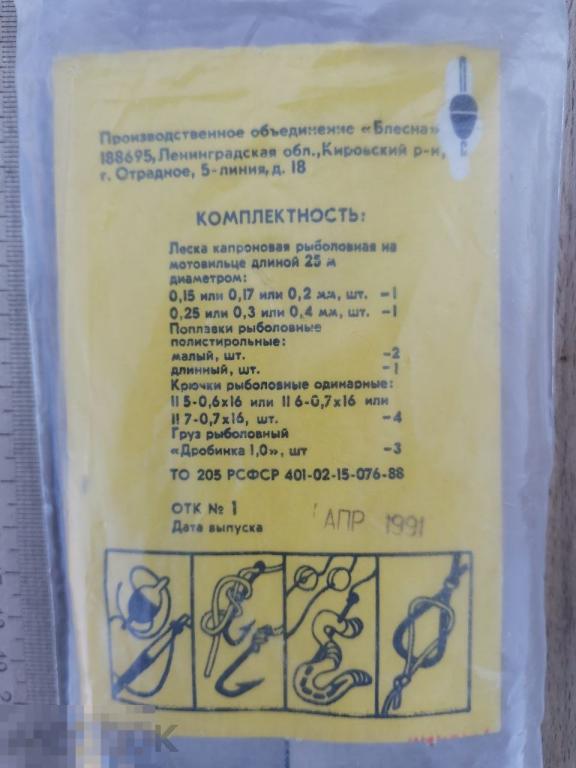 Производственное объединение «Блесна»
188695, Ленинградская обл., Кировский р-н,
г. Отрадное, 5-линия, д. 18
КОМПЛЕКТНОСТЬ:
Леска капроновая рыболовная на
мотовильце длиной 25 м
диаметром:
0,15 или 0,17 или 0,2 мм, шт. -1
0,25 или 0,3 или 0,4 мм, шт. -1
Поплавки рыболовные
полистирольные:
малый, шт. -2
длинный, шт. -1
Крючки рыболовные одинарные:
II 5-0,6х16 или II 6-0,7х16 или
II 7-0,7х16, шт. -4
Груз рыболовный
«Дробинка 1,0», шт -3
ТО 205 РСФСР 401-02-15-076-88
ОТК № 1
Дата выпуска АПР 1991